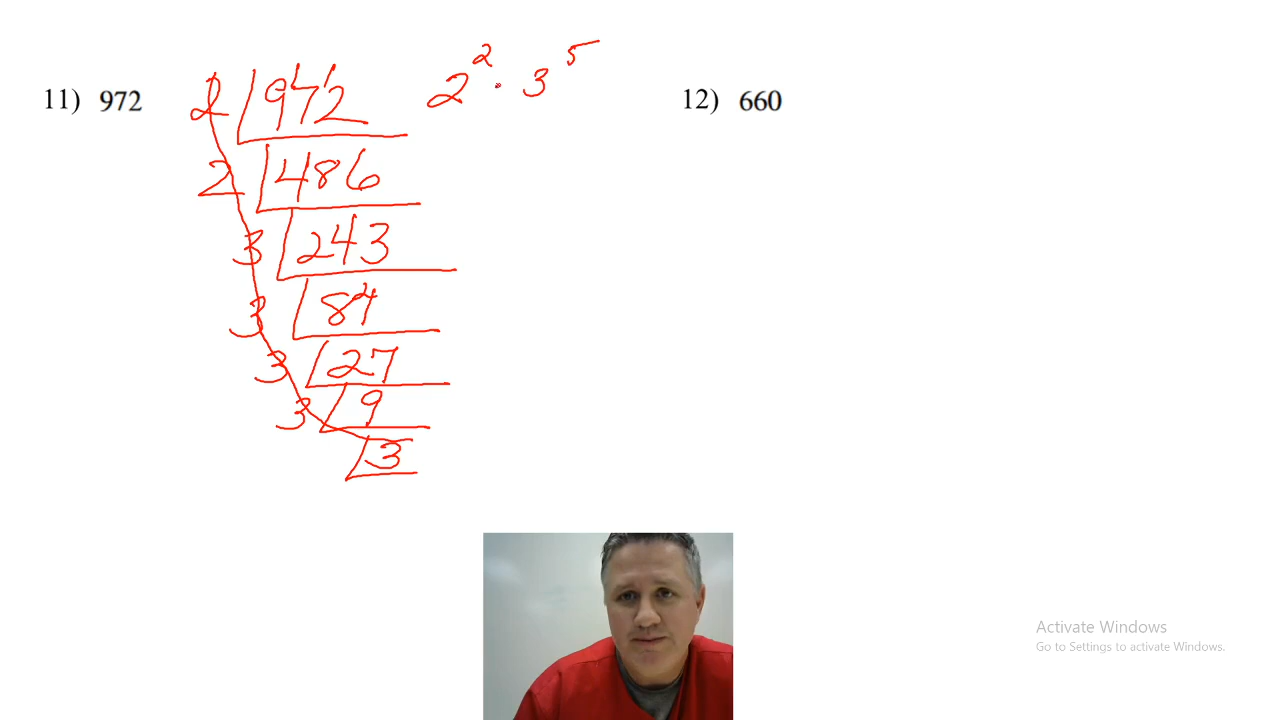 11) 972 2 972 2² · 3⁵ 12) 660
2 486
3 243
3 81
3 27
3 9
3
Activate Windows
Go to Settings to activate Windows.